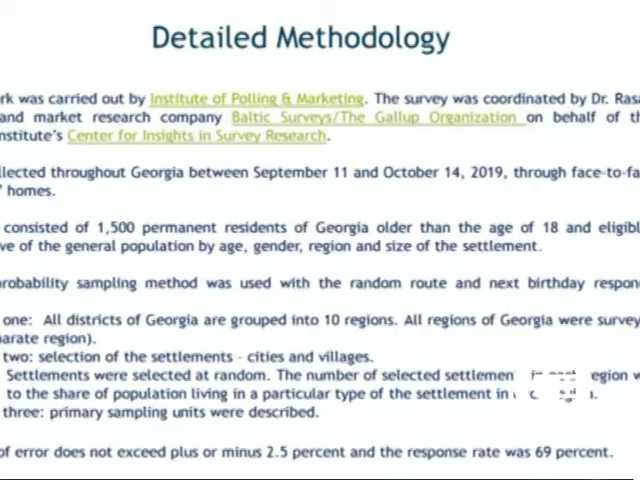 Detailed Methodology
rk was carried out by Institute of Polling & Marketing. The survey was coordinated by Dr. Rasa
and market research company Baltic Surveys/The Gallup Organization on behalf of th
nstitute's Center for Insights in Survey Research.
llected throughout Georgia between September 11 and October 14, 2019, through face-to-fa
' homes.
consisted of 1,500 permanent residents of Georgia older than the age of 18 and eligibl
ve of the general population by age, gender, region and size of the settlement.
probability sampling method was used with the random route and next birthday respon
one: All districts of Georgia are grouped into 10 regions. All regions of Georgia were survey
parate region).
two: selection of the settlements - cities and villages.
Settlements were selected at random. The number of selected settlemen region w
to the share of population living in a particular type of the settlement in
three: primary sampling units were described.
of error does not exceed plus or minus 2.5 percent and the response rate was 69 percent.